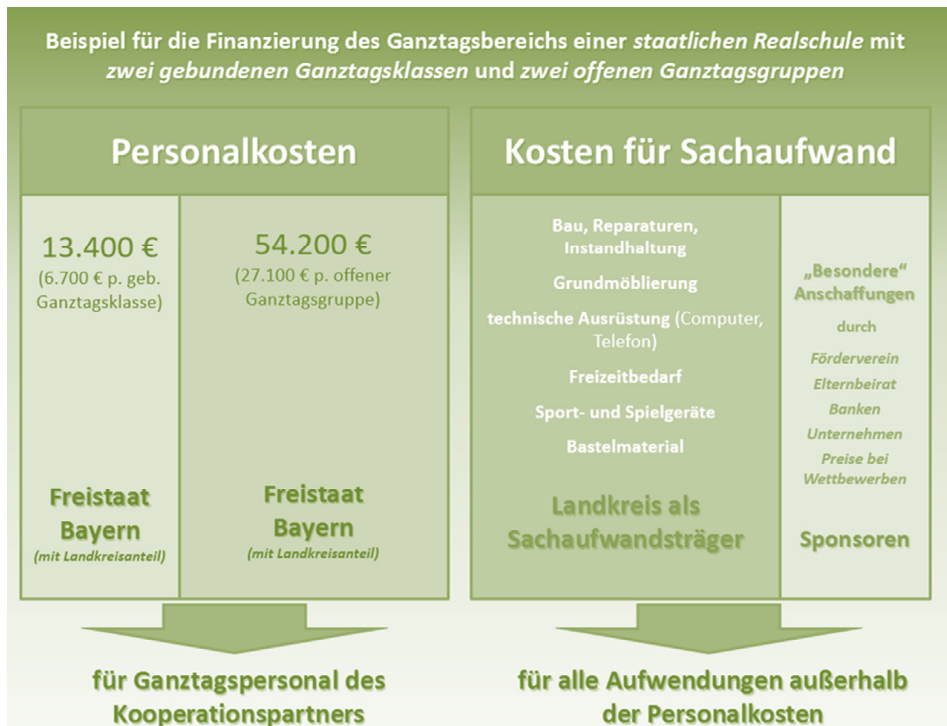 Beispiel für die Finanzierung des Ganztagsbereichs einer staatlichen Realschule mit
zwei gebundenen Ganztagsklassen und zwei offenen Ganztagsgruppen
Personalkosten
13.400 €
(6.700 € p. geb.
Ganztagsklasse)
Freistaat
Bayern
(mit Landkreisanteil)
54.200 €
(27.100 € p. offener
Ganztagsgruppe)
Freistaat
Bayern
(mit Landkreisanteil)
für Ganztagspersonal des
Kooperationspartners
Kosten für Sachaufwand
Bau, Reparaturen,
Instandhaltung
Grundmöblierung
technische Ausrüstung (Computer,
Telefon)
Freizeitbedarf
Sport- und Spielgeräte
Bastelmaterial
Landkreis als
Sachaufwandsträger
„Besondere“
Anschaffungen
durch
Förderverein
Elternbeirat
Banken
Unternehmen
Preise bei
Wettbewerben
Sponsoren
für alle Aufwendungen außerhalb
der Personalkosten